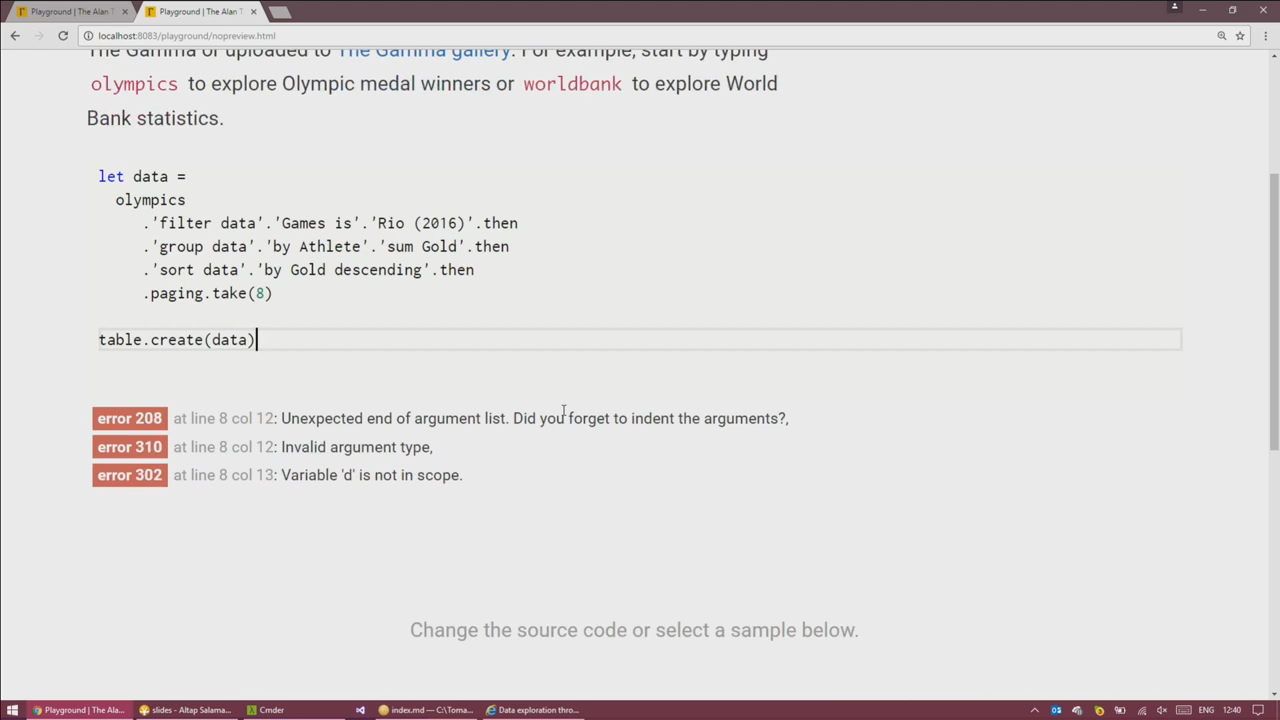 Playground | The Alan T
Playground | The Alan T
localhost:8083/playground/nopreview.html
The Gamma or uploaded to The Gamma gallery. For example, start by typing
olympics to explore Olympic medal winners or worldbank to explore World
Bank statistics.
let data =
olympics
.'filter data'.'Games is'.'Rio (2016)'.then
.'group data'.'by Athlete'.'sum Gold'.then
.'sort data'.'by Gold descending'.then
.paging.take(8)
table.create(data)
error 208 at line 8 col 12: Unexpected end of argument list. Did you forget to indent the arguments?,
error 310 at line 8 col 12: Invalid argument type,
error 302 at line 8 col 13: Variable 'd' is not in scope.
Change the source code or select a sample below.
Playground | The Ala... slides - Altap Salama... Cmder index.md — C:\Toma... Data exploration thro... ENG 12:40